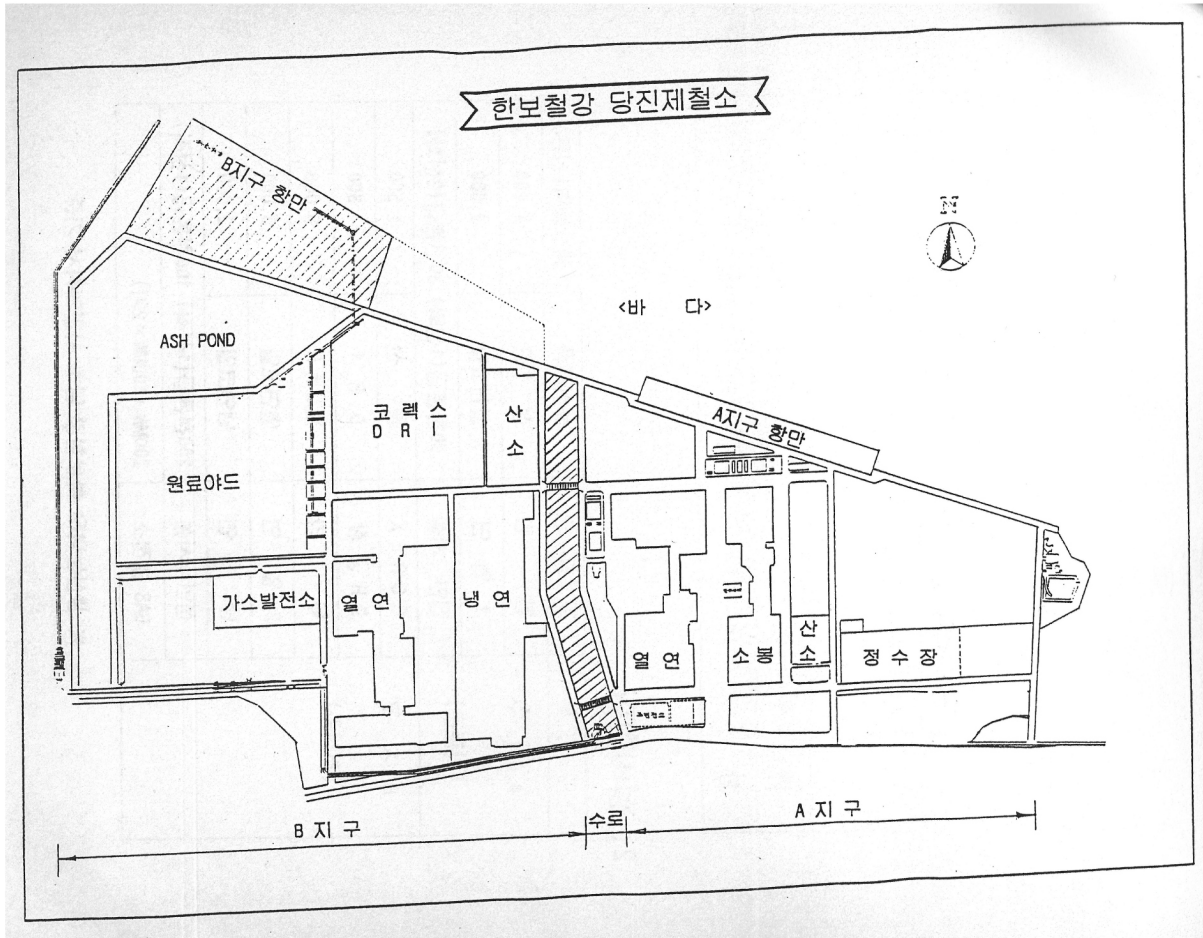 한보철강 당진제철소
B지구 항만
N
<바 다>
ASH POND
A지구 항만
코렉스
D R I
산
소
원료야드
가스발전소
열연
냉연
열연
소봉
산
소
정수장
B 지구
수로
A 지구